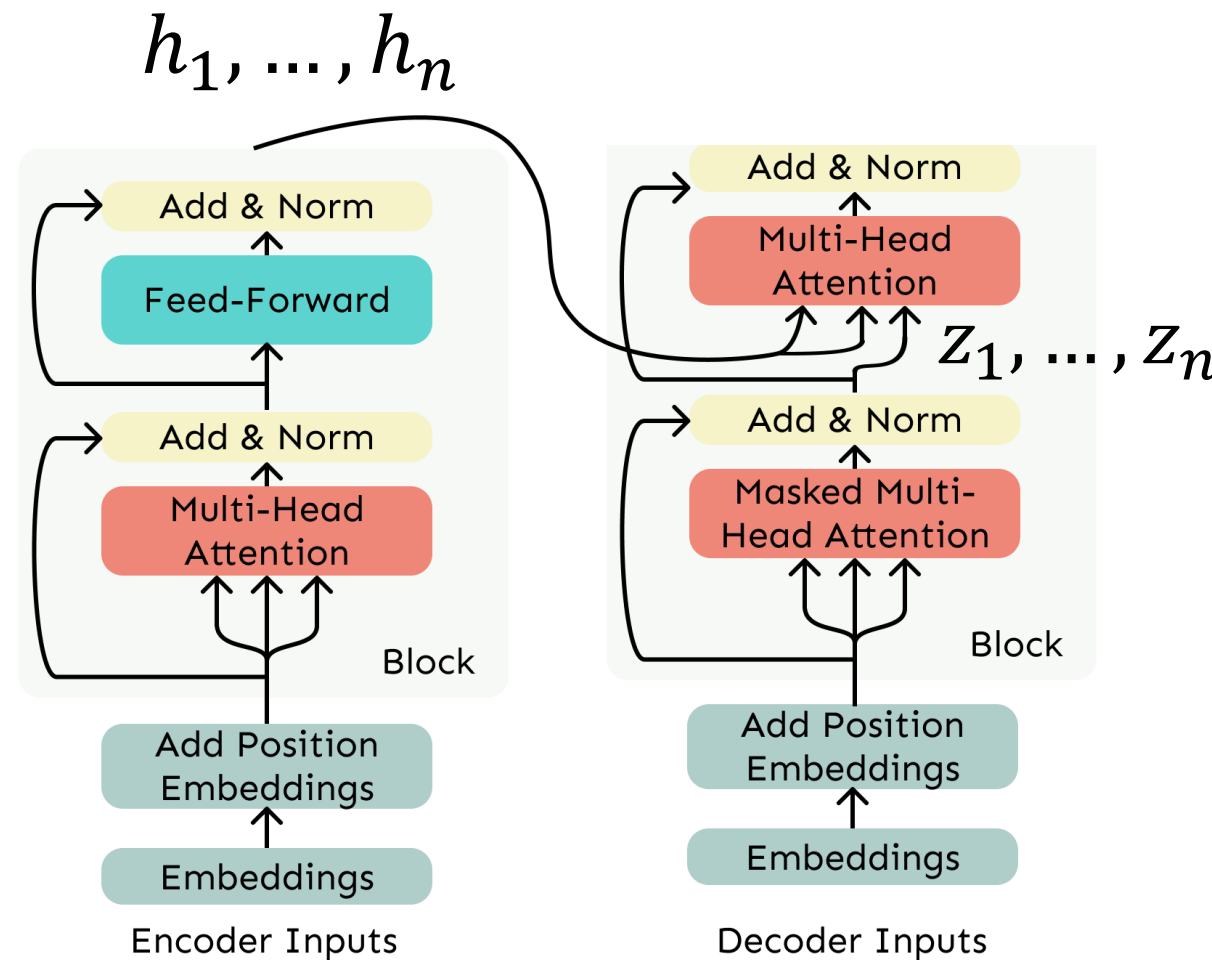 h₁, … , hₙ
Add & Norm
Feed-Forward
Add & Norm
Multi-Head
Attention
Block
Add Position
Embeddings
Embeddings
Encoder Inputs
Add & Norm
Multi-Head
Attention
z₁, … , zₙ
Add & Norm
Masked Multi-
Head Attention
Block
Add Position
Embeddings
Embeddings
Decoder Inputs